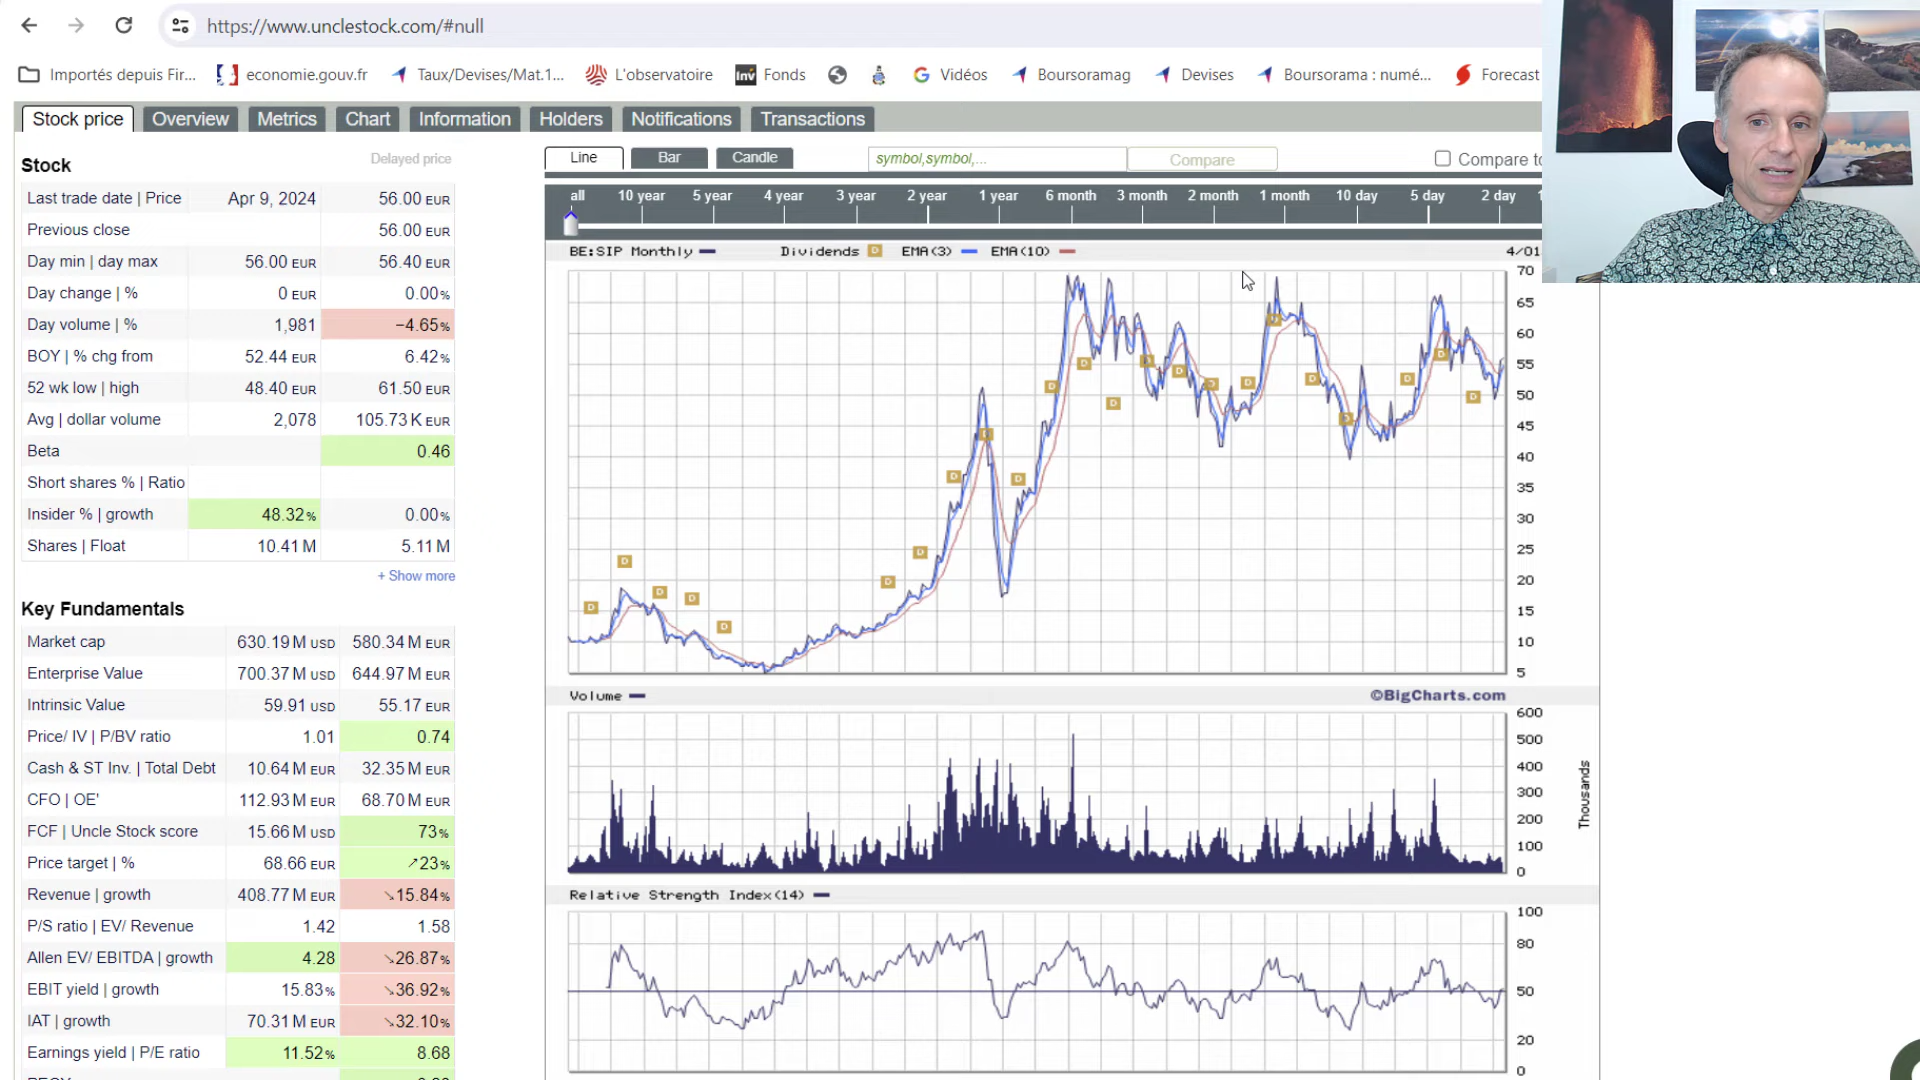 https://www.unclestock.com/#null
Importés depuis Fir... economie.gouv.fr Taux/Devises/Mat.1... L'observatoire Inv Fonds Vidéos Boursoramag Devises Boursorama : numé... Forecast
Stock price Overview Metrics Chart Information Holders Notifications Transactions
Stock Delayed price
Last trade date | Price Apr 9, 2024 56.00 EUR
Previous close 56.00 EUR
Day min | day max 56.00 EUR 56.40 EUR
Day change | % 0 EUR 0.00%
Day volume | % 1,981 −4.65%
BOY | % chg from 52.44 EUR 6.42%
52 wk low | high 48.40 EUR 61.50 EUR
Avg | dollar volume 2,078 105.73 K EUR
Beta 0.46
Short shares % | Ratio
Insider % | growth 48.32% 0.00%
Shares | Float 10.41 M 5.11 M
+ Show more
Key Fundamentals
Market cap 630.19 M USD 580.34 M EUR
Enterprise Value 700.37 M USD 644.97 M EUR
Intrinsic Value 59.91 USD 55.17 EUR
Price/ IV | P/BV ratio 1.01 0.74
Cash & ST Inv. | Total Debt 10.64 M EUR 32.35 M EUR
CFO | OE' 112.93 M EUR 68.70 M EUR
FCF | Uncle Stock score 15.66 M USD 73%
Price target | % 68.66 EUR ↗23%
Revenue | growth 408.77 M EUR ↘15.84%
P/S ratio | EV/ Revenue 1.42 1.58
Allen EV/ EBITDA | growth 4.28 ↘26.87%
EBIT yield | growth 15.83% ↘36.92%
IAT | growth 70.31 M EUR ↘32.10%
Earnings yield | P/E ratio 11.52% 8.68
Line Bar Candle symbol,symbol,... Compare Compare to
all 10 year 5 year 4 year 3 year 2 year 1 year 6 month 3 month 2 month 1 month 10 day 5 day 2 day
BE:SIP Monthly Dividends D EMA(3) EMA(10) 4/01
70
65
60
55
50
45
40
35
30
25
20
15
10
5
D D D D D D D D D D D D D D D D D D D D D D D D
Volume ©BigCharts.com
600
500
400
300
200
100
0
Thousands
Relative Strength Index(14)
100
80
50
20
0